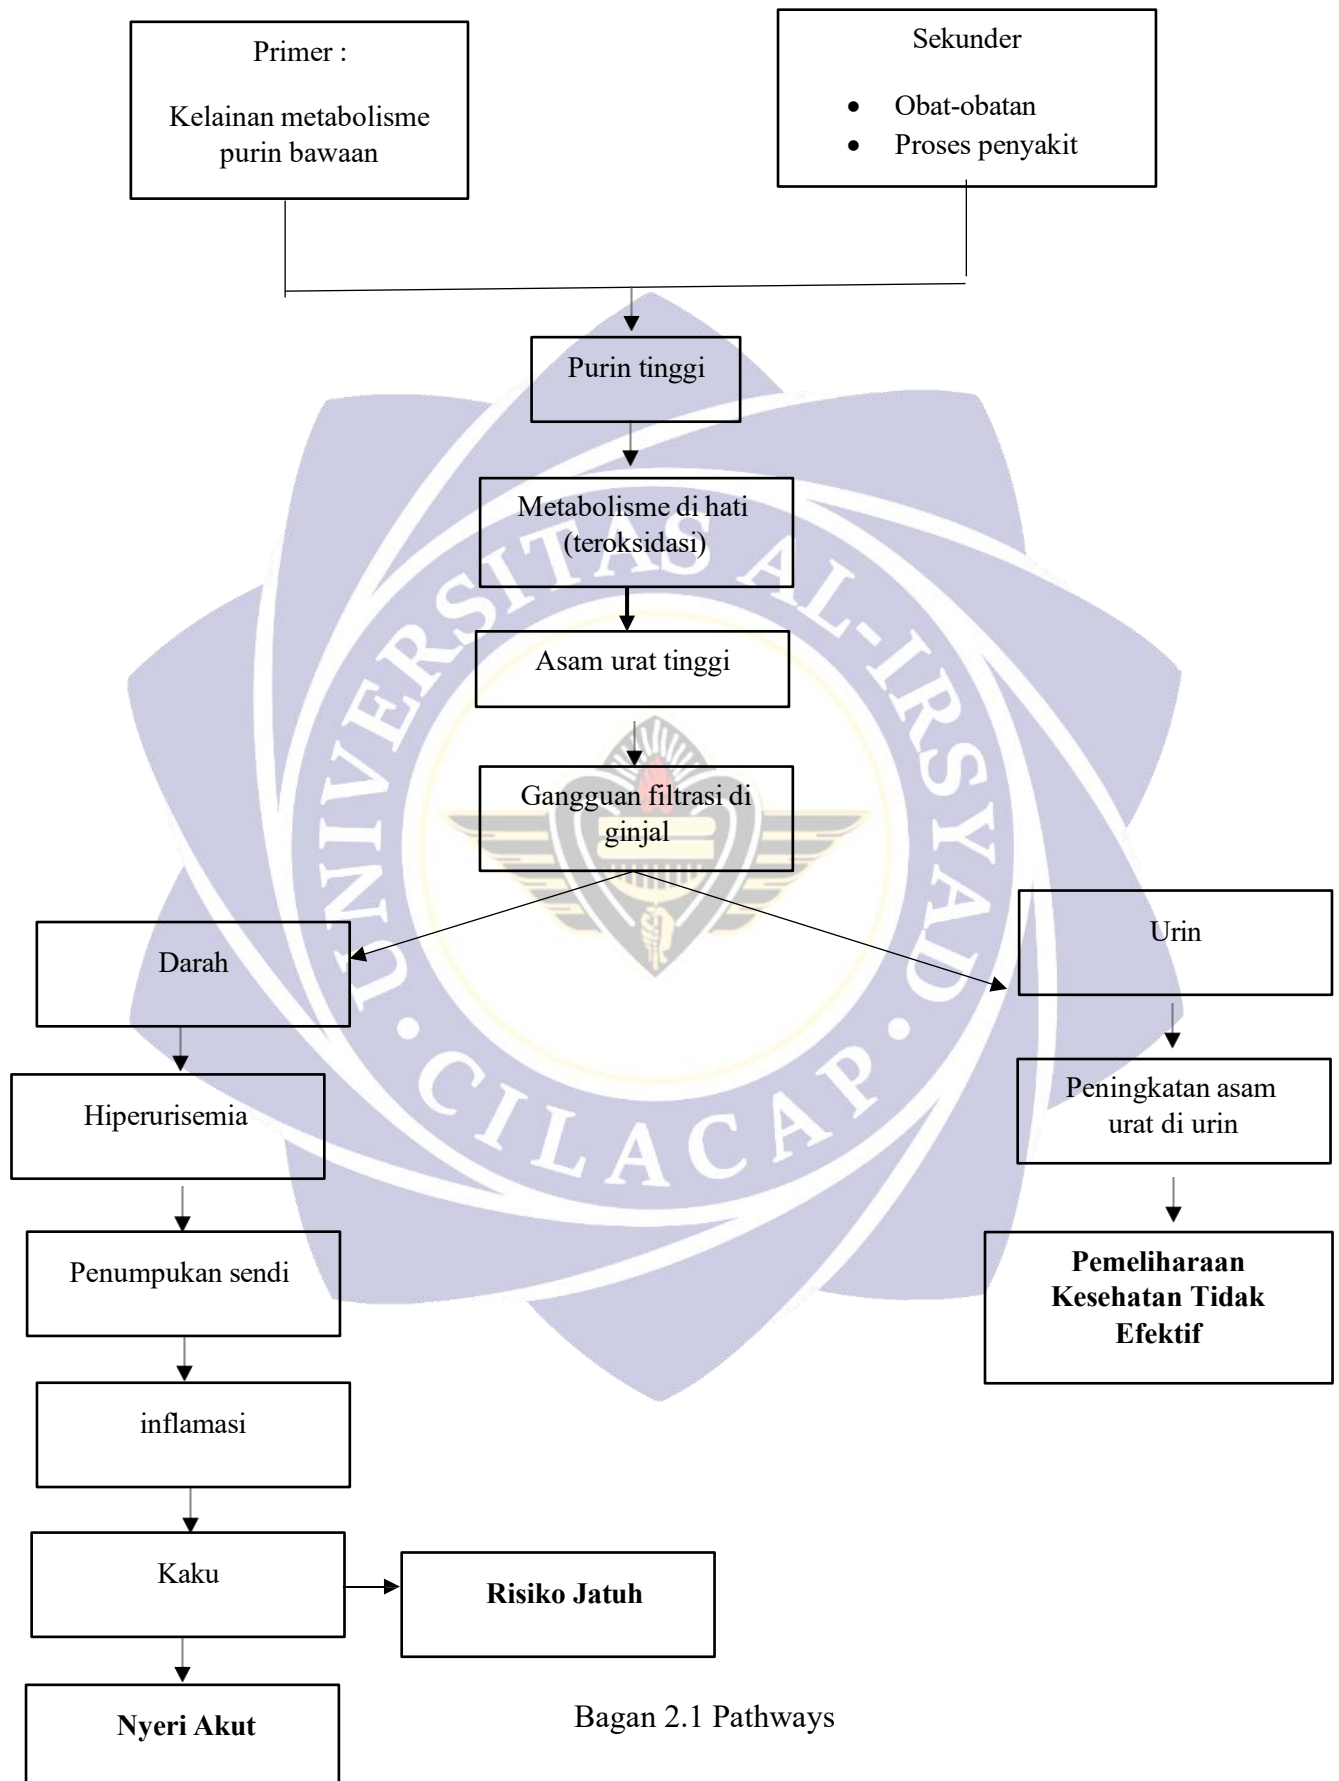 Primer :
Kelainan metabolisme
purin bawaan
Sekunder
• Obat-obatan
• Proses penyakit
Purin tinggi
Metabolisme di hati
(teroksidasi)
Asam urat tinggi
Gangguan filtrasi di
ginjal
Darah
Urin
Hiperurisemia
Peningkatan asam
urat di urin
Penumpukan sendi
Pemeliharaan
Kesehatan Tidak
Efektif
inflamasi
Kaku
Risiko Jatuh
Nyeri Akut
Bagan 2.1 Pathways
UNIVERSITAS AL-IRSYAD
• CILACAP •